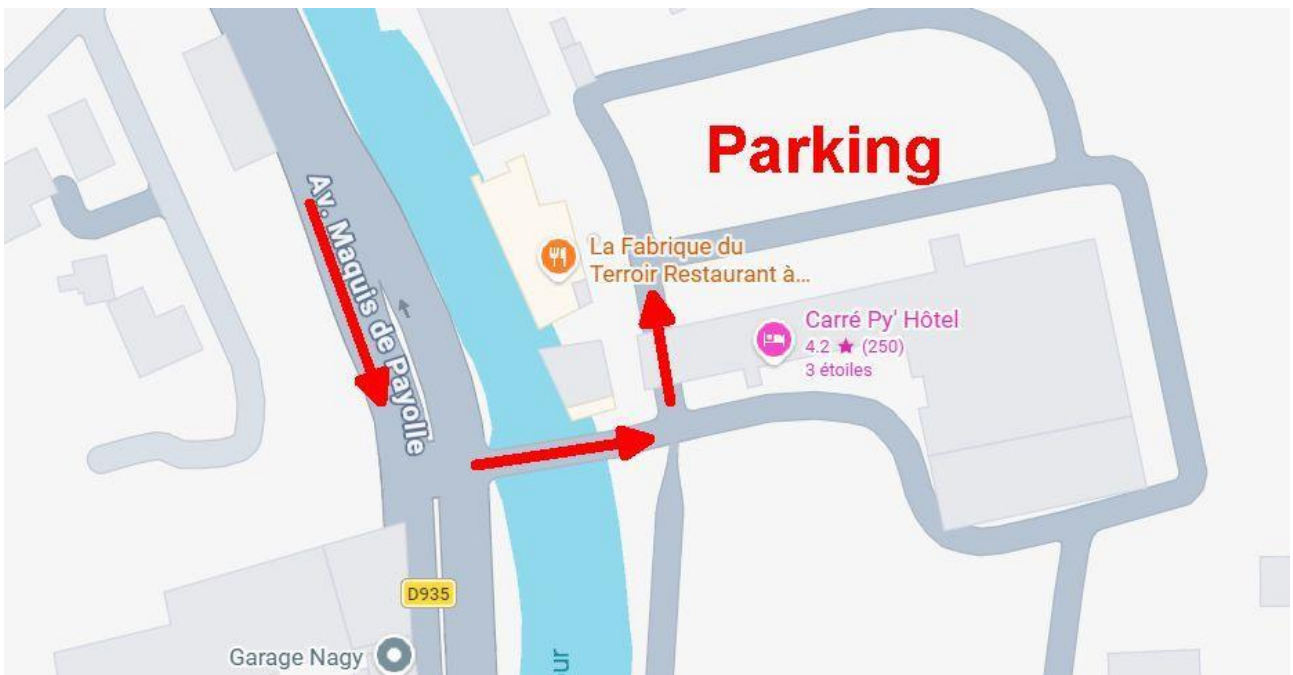 Parking
Av. Maquis de Payolle
La Fabrique du
Terroir Restaurant à...
Carré Py' Hôtel
4.2 ★ (250)
3 étoiles
D935
Garage Nagy
our